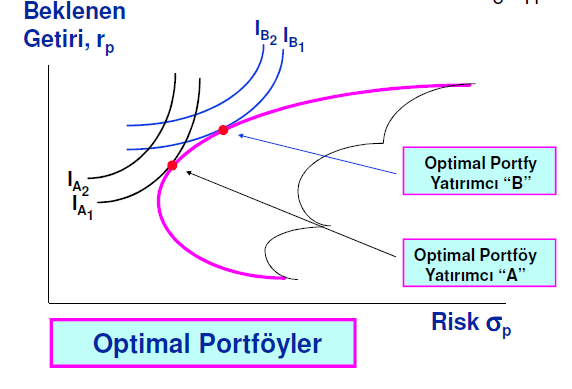 Beklenen
Getiri, rp
IB2 IB1
IA2
IA1
Optimal Portfy
Yatırımcı “B”
Optimal Portföy
Yatırımcı “A”
Risk σp
Optimal Portföyler